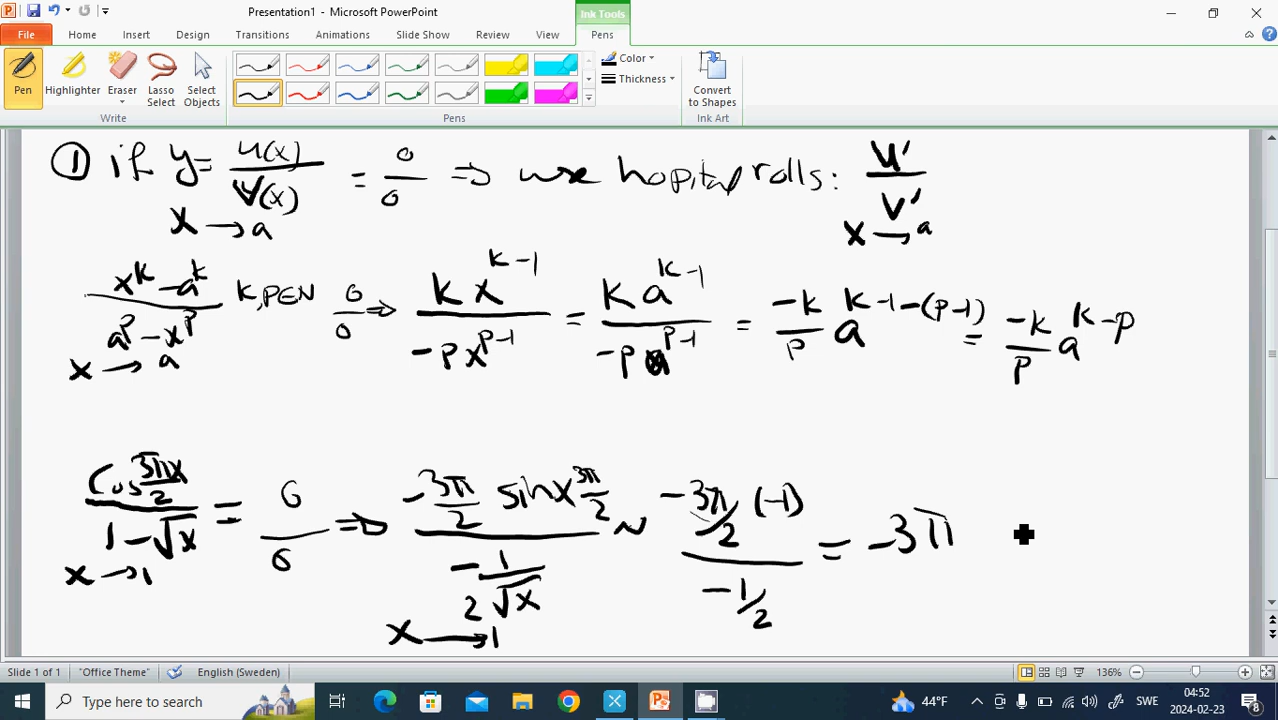 Presentation1 - Microsoft PowerPoint
Ink Tools
File Home Insert Design Transitions Animations Slide Show Review View Pens
Pen Highlighter Eraser Lasso Select Select Objects
Color
Thickness
Convert to Shapes
Write Pens Ink Art
① if y = u(x)/v(x) = 0/0 ⇒ use hopital rolls: u'/v'
x → a x → a
(x^k - a^k)/(a^p - x^p) k,p∈N 0/0 ⇒ (k x^(k-1))/(-p x^(p-1)) = (k a^(k-1))/(-p a^(p-1)) = -k/p a^(k-1-(p-1)) = -k/p a^(k-p)
x → a
(cos 3πx/2)/(1-√x) = 0/0 ⇒ (-3π/2 sin x 3π/2)/(-1/(2√x)) ~ (-3π/2 (-1))/(-1/2) = -3π
x → 1 x → 1
Slide 1 of 1 "Office Theme" English (Sweden) 136%
Type here to search 44°F SWE 04:52 2024-02-23 8